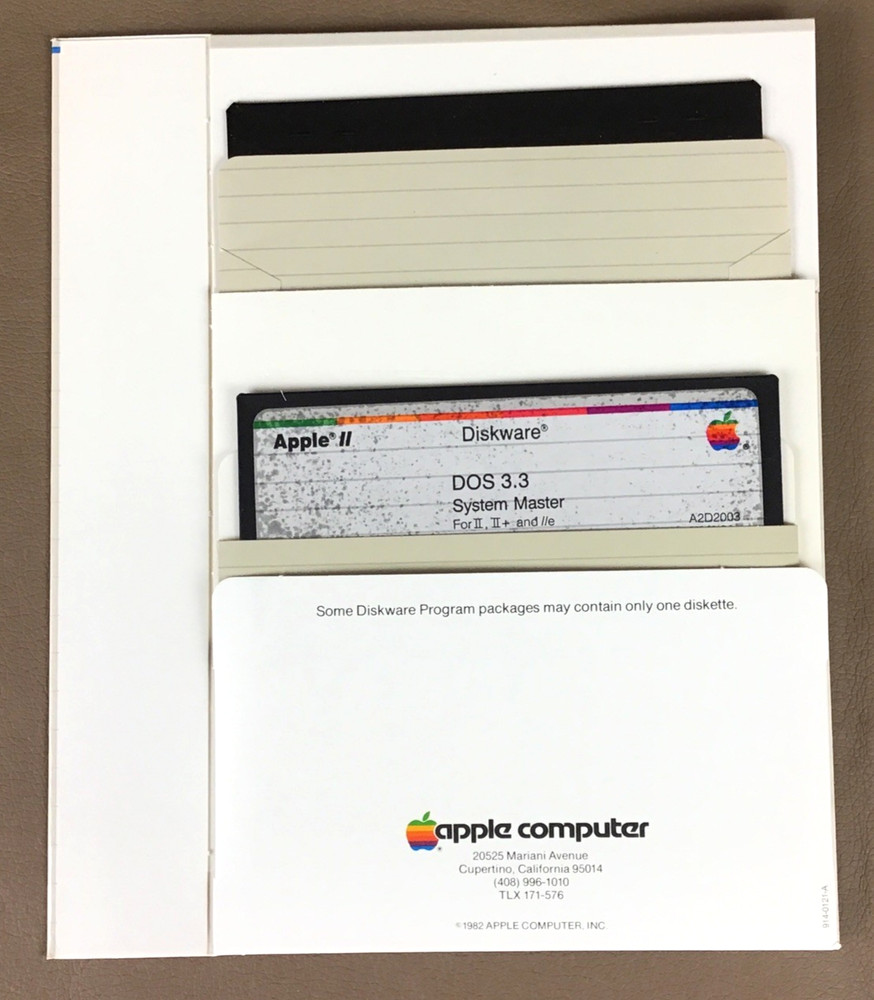 Apple® II
Diskware®
DOS 3.3
System Master
For II, II+ and //e
A2D2003
Some Diskware Program packages may contain only one diskette.
apple computer®
20525 Mariani Avenue
Cupertino, California 95014
(408) 996-1010
TLX 171-576
©1982 APPLE COMPUTER, INC.
914-0121-A